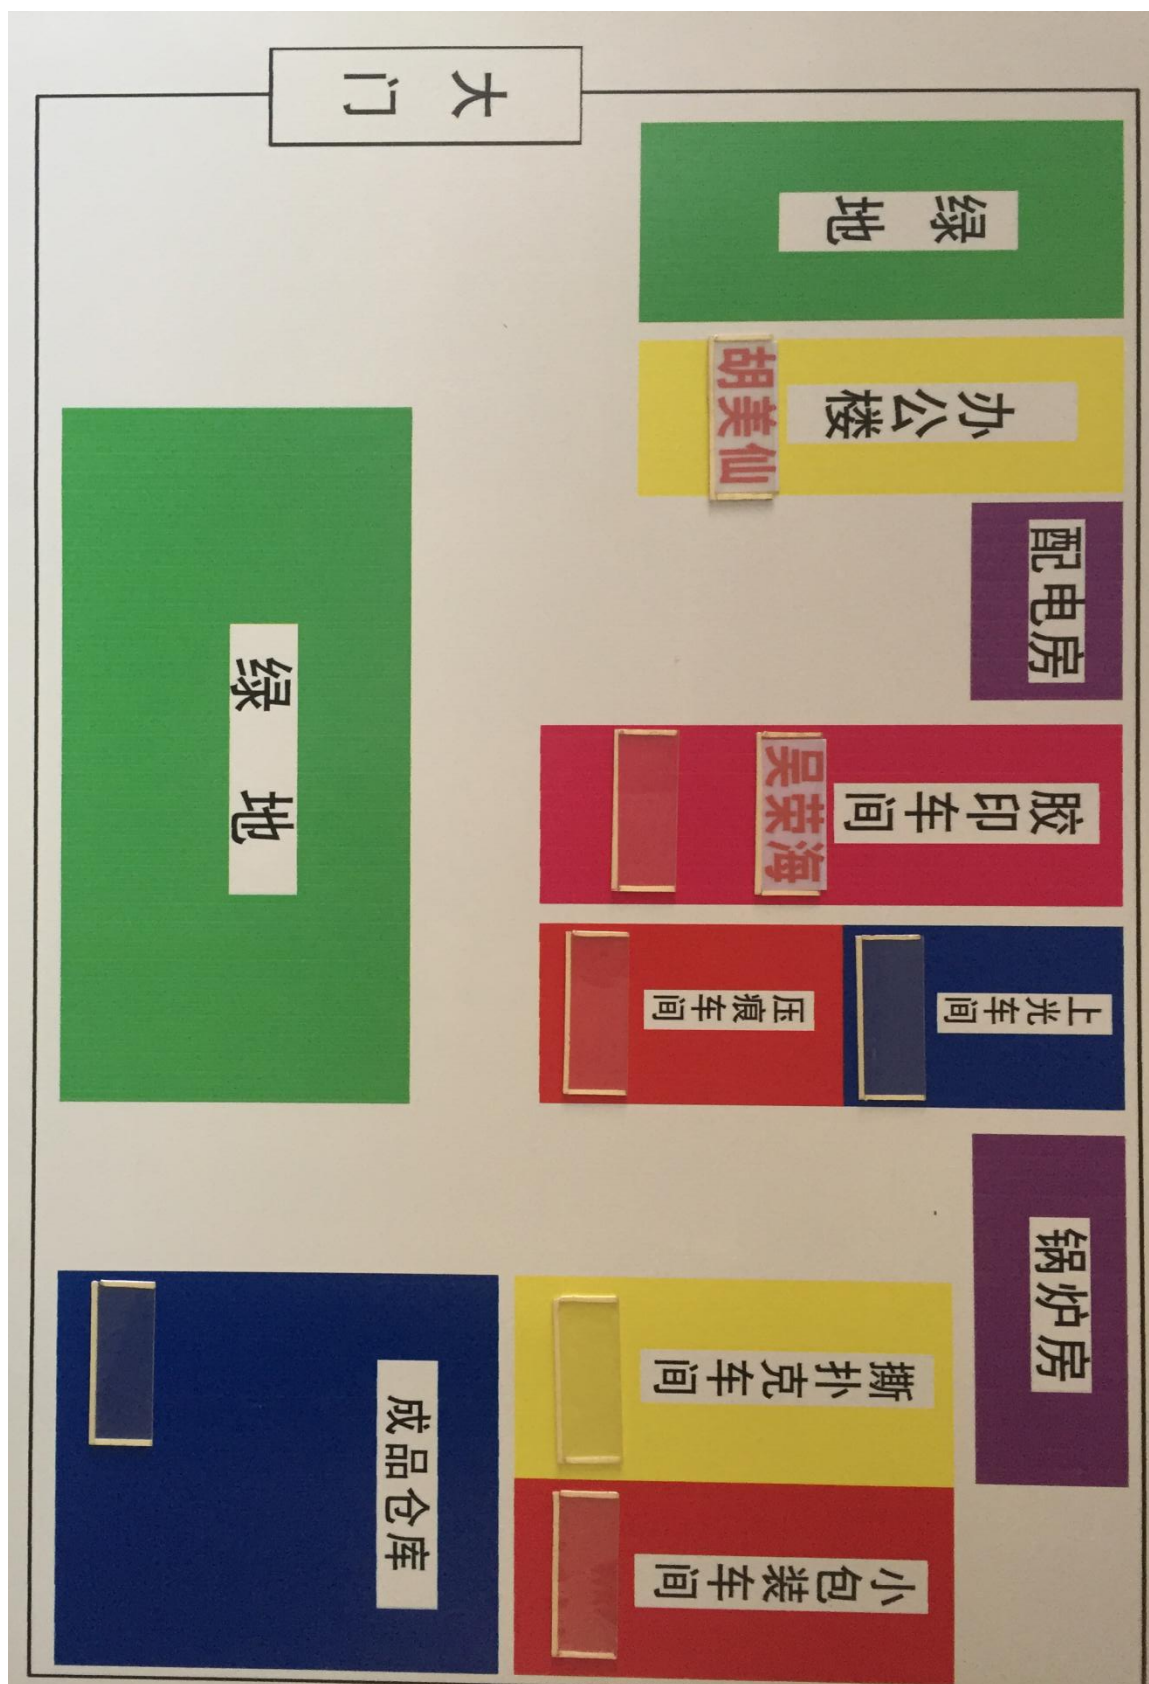 大门
绿地
办公楼
胡美仙
配电房
绿地
胶印车间
吴荣海
上光车间
压痕车间
锅炉房
撕扑克车间
成品仓库
小包装车间